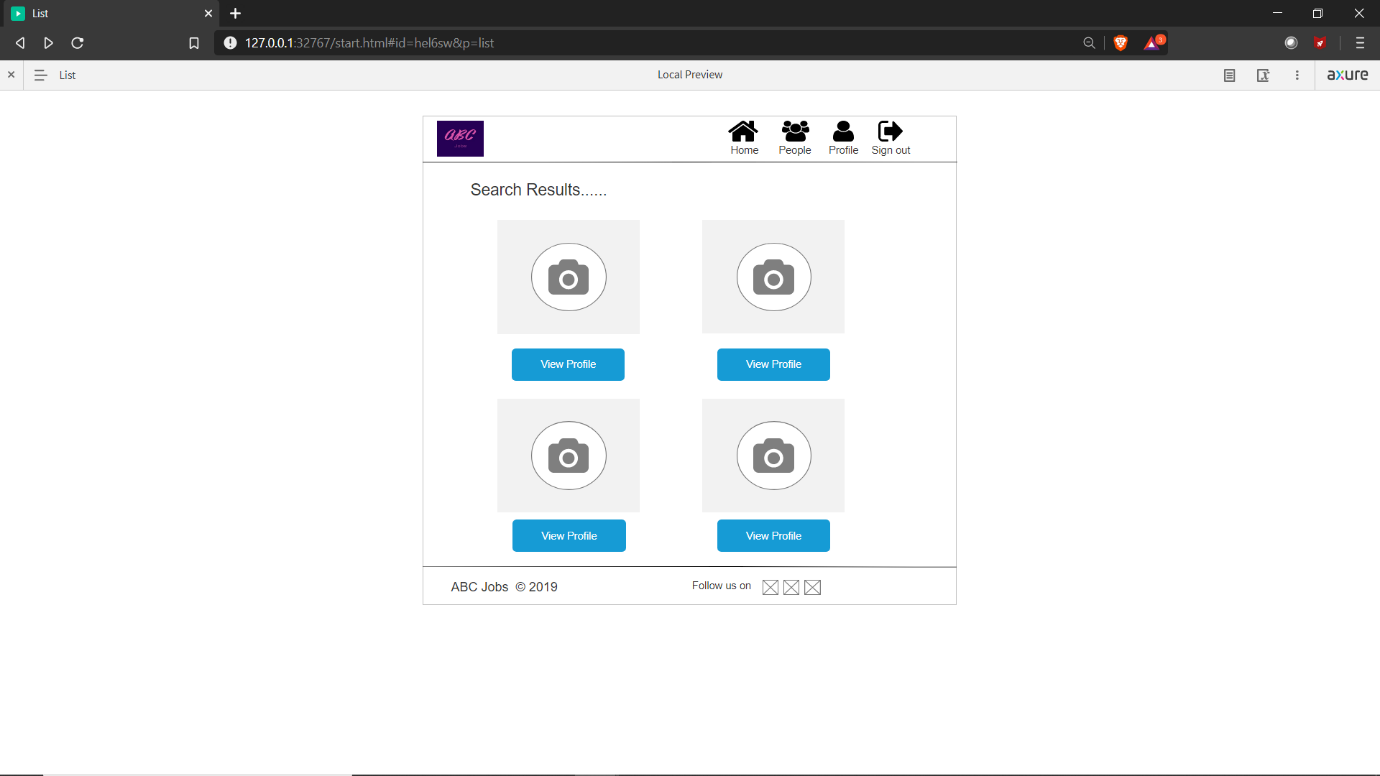 List
127.0.0.1:32767/start.html#id=hel6sw&p=list
3
List
Local Preview
axure
ABC
Home
People
Profile
Sign out
Search Results......
View Profile
View Profile
View Profile
View Profile
ABC Jobs © 2019
Follow us on